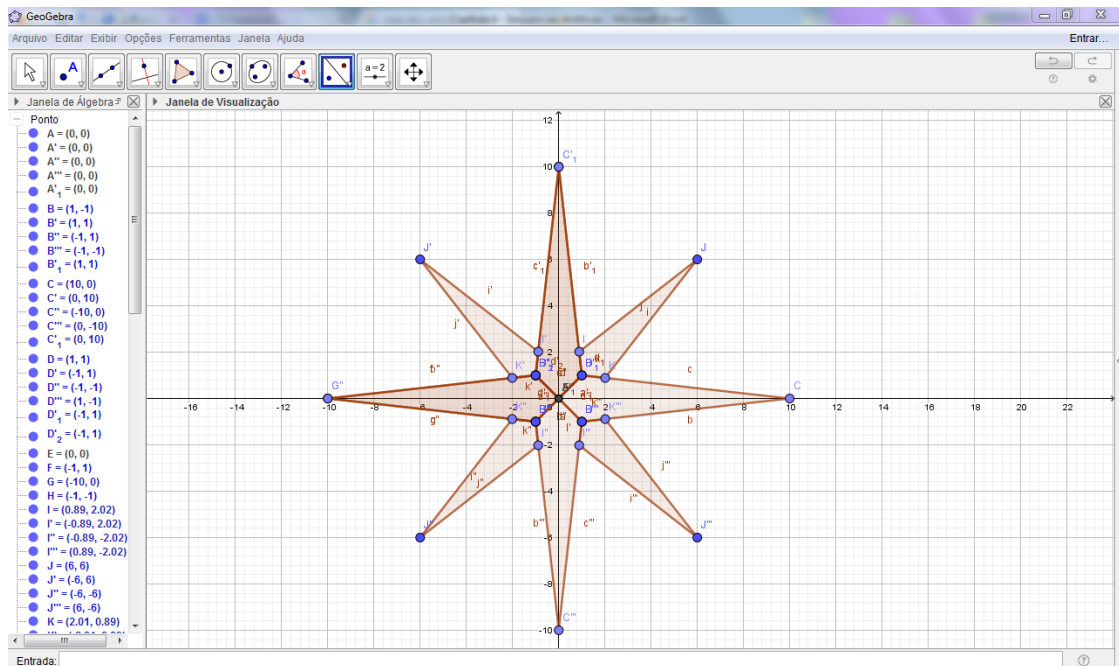 GeoGebra
Arquivo Editar Exibir Opções Ferramentas Janela Ajuda
Entrar...
A
α
a=2
Janela de Álgebra
Janela de Visualização
Ponto
A = (0, 0)
A' = (0, 0)
A'' = (0, 0)
A''' = (0, 0)
A'₁ = (0, 0)
B = (1, -1)
B' = (1, 1)
B'' = (-1, 1)
B''' = (-1, -1)
B'₁ = (1, 1)
C = (10, 0)
C' = (0, 10)
C'' = (-10, 0)
C''' = (0, -10)
C'₁ = (0, 10)
D = (1, 1)
D' = (-1, 1)
D'' = (-1, -1)
D''' = (1, -1)
D'₁ = (-1, 1)
D'₂ = (-1, 1)
E = (0, 0)
F = (-1, 1)
G = (-10, 0)
H = (-1, -1)
I = (0.89, 2.02)
I' = (-0.89, 2.02)
I'' = (-0.89, -2.02)
I''' = (0.89, -2.02)
J = (6, 6)
J' = (-6, 6)
J'' = (-6, -6)
J''' = (6, -6)
K = (2.01, 0.89)
12
C'₁
10
8
J'
J
6
c'₁
b'₁
i'
4
j
i
j'
2
I'
I
K'
K
G''
g''
c
C
b
-16 -14 -12 -10 -8 -6 -4 -2 0 2 4 6 8 10 12 14 16 18 20 22
K''
K'''
k'
k''
l'
I''
I'''
-2
-4
l''
j''
j'''
i'''
b'''
c'''
J''
J'''
-6
-8
-10
C'''
Entrada: